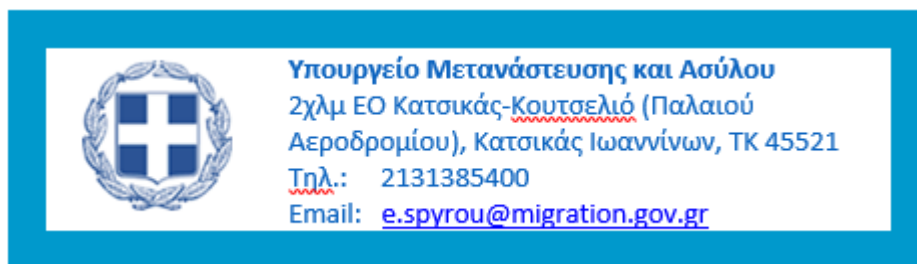 Υπουργείο Μετανάστευσης και Ασύλου
2χλμ ΕΟ Κατσικάς-Κουτσελιό (Παλαιού
Αεροδρομίου), Κατσικάς Ιωαννίνων, ΤΚ 45521
Τηλ.: 2131385400
Email: e.spyrou@migration.gov.gr